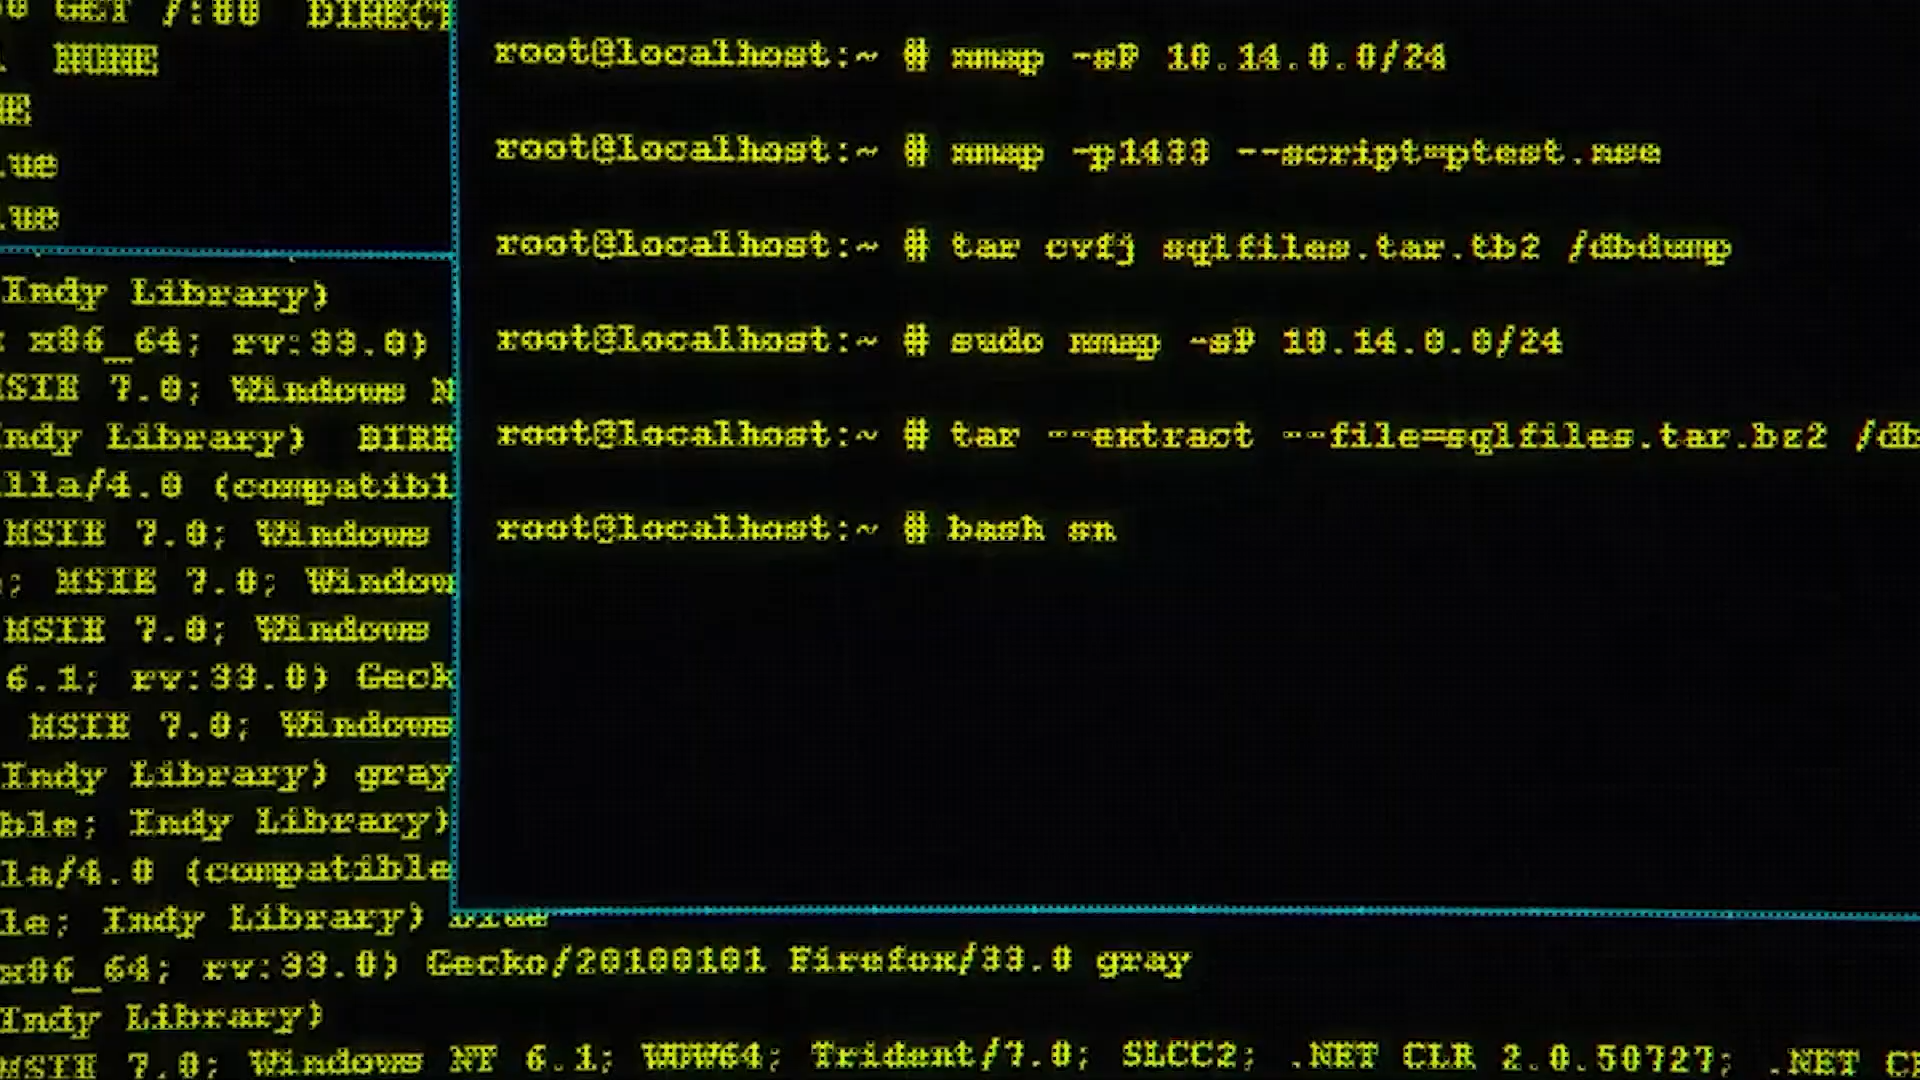 GET /:00 DIRECT
NONE
.ue
.ue
Indy Library)
x86_64; rv:33.0)
MSIE 7.0; Windows N
Indy Library) DIRE
lla/4.0 (compatibl
MSIE 7.0; Windows
; MSIE 7.0; Window
MSIE 7.0; Windows
6.1; rv:33.0) Geck
MSIE 7.0; Windows
Indy Library) gray
ble; Indy Library)
la/4.0 (compatible
le; Indy Library) blue
x86_64; rv:33.0) Gecko/20100101 Firefox/33.0 gray
Indy Library)
MSIE 7.0; Windows NT 6.1; WOW64; Trident/7.0; SLCC2; .NET CLR 2.0.50727; .NET C
root@localhost:~ # nmap -sP 10.14.0.0/24
root@localhost:~ # nmap -p1433 --script=ptest.nse
root@localhost:~ # tar cvfj sqlfiles.tar.tb2 /dbdump
root@localhost:~ # sudo nmap -sP 10.14.0.0/24
root@localhost:~ # tar --extract --file=sqlfiles.tar.bz2 /db
root@localhost:~ # bash sn